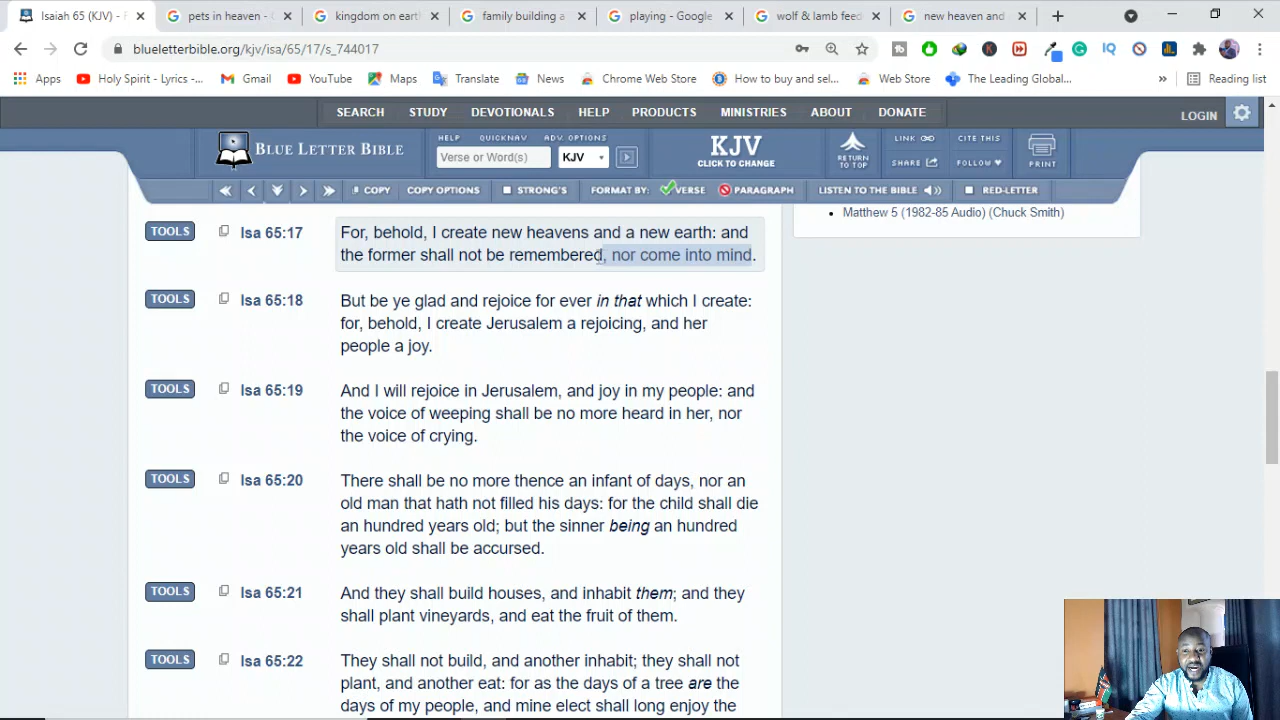 Isaiah 65 (KJV) -
pets in heaven - G
kingdom on eart
family building a
playing - Google
wolf & lamb feed
new heaven and
blueletterbible.org/kjv/isa/65/17/s_744017
Apps
Holy Spirit - Lyrics -...
Gmail
YouTube
Maps
Translate
News
Chrome Web Store
How to buy and sel...
Web Store
The Leading Global...
»
Reading list
SEARCH STUDY DEVOTIONALS HELP PRODUCTS MINISTRIES ABOUT DONATE
LOGIN
BLUE LETTER BIBLE
HELP QUICKNAV ADV. OPTIONS
Verse or Word(s)
KJV
KJV
CLICK TO CHANGE
RETURN
TO TOP
LINK
SHARE
CITE THIS
FOLLOW
PRINT
COPY COPY OPTIONS STRONG'S FORMAT BY: VERSE PARAGRAPH LISTEN TO THE BIBLE RED-LETTER
Matthew 5 (1982-85 Audio) (Chuck Smith)
TOOLS Isa 65:17 For, behold, I create new heavens and a new earth: and
the former shall not be remembered, nor come into mind.
TOOLS Isa 65:18 But be ye glad and rejoice for ever in that which I create:
for, behold, I create Jerusalem a rejoicing, and her
people a joy.
TOOLS Isa 65:19 And I will rejoice in Jerusalem, and joy in my people: and
the voice of weeping shall be no more heard in her, nor
the voice of crying.
TOOLS Isa 65:20 There shall be no more thence an infant of days, nor an
old man that hath not filled his days: for the child shall die
an hundred years old; but the sinner being an hundred
years old shall be accursed.
TOOLS Isa 65:21 And they shall build houses, and inhabit them; and they
shall plant vineyards, and eat the fruit of them.
TOOLS Isa 65:22 They shall not build, and another inhabit; they shall not
plant, and another eat: for as the days of a tree are the
days of my people, and mine elect shall long enjoy the